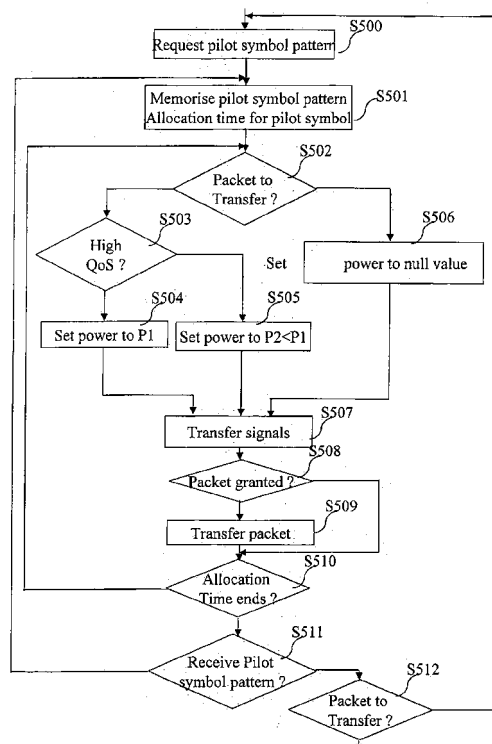 S500
Request pilot symbol pattern
Memorise pilot symbol pattern
Allocation time for pilot symbol
S501
S502
Packet to
Transfer ?
S503
High
QoS ?
S506
Set power to null value
S504
Set power to P1
S505
Set power to P2<P1
S507
Transfer signals
S508
Packet granted ?
S509
Transfer packet
S510
Allocation
Time ends ?
S511
Receive Pilot
symbol pattern ?
S512
Packet to
Transfer ?